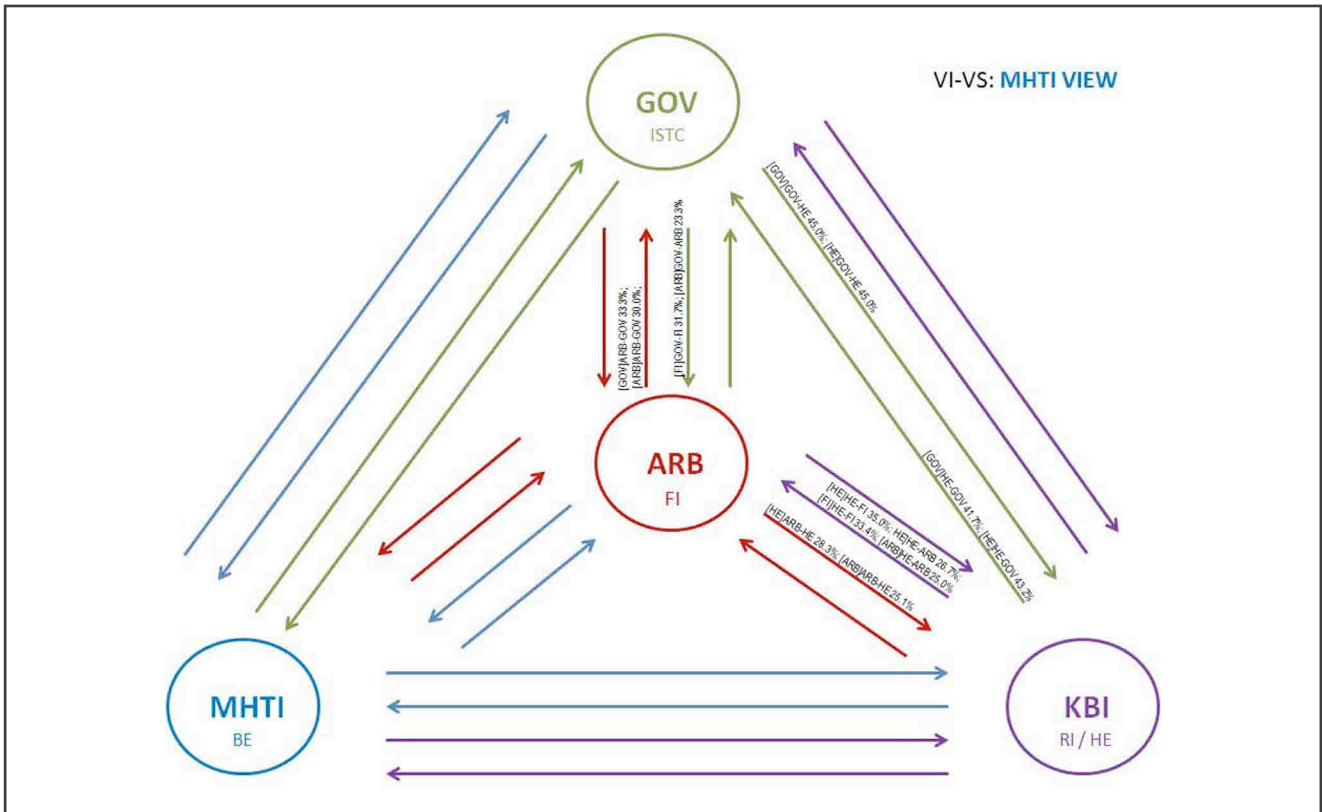 GOV
ISTC
VI-VS: MHTI VIEW
[GOV]GOV-HE 45.0%; [HE]GOV-HE 45.0%
[GOV]ARB-GOV 33.3%;
[ARB]ARB-GOV 30.0%;
[FI]GOV-FI 31.7%; [ARB]GOV-ARB 23.3%
ARB
FI
[GOV]HE-GOV 41.7%; [HE]HE-GOV 43.2%
[HE]HE-FI 35.0%; HE]HE-ARB 26.7%;
[FI]HE-FI 33.4%; [ARB]HE-ARB 25.0%
[HE]ARB-HE 28.3%; [ARB]ARB-HE 25.1%
MHTI
BE
KBI
RI / HE